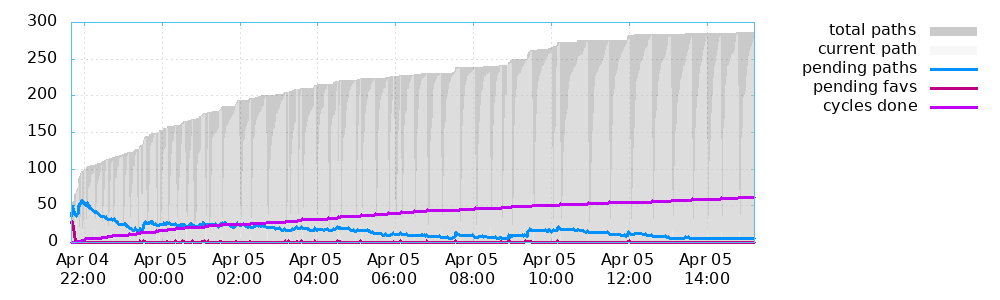 300
250
200
150
100
50
0
Apr 04 Apr 05 Apr 05 Apr 05 Apr 05 Apr 05 Apr 05 Apr 05 Apr 05
22:00 00:00 02:00 04:00 06:00 08:00 10:00 12:00 14:00
total paths
current path
pending paths
pending favs
cycles done